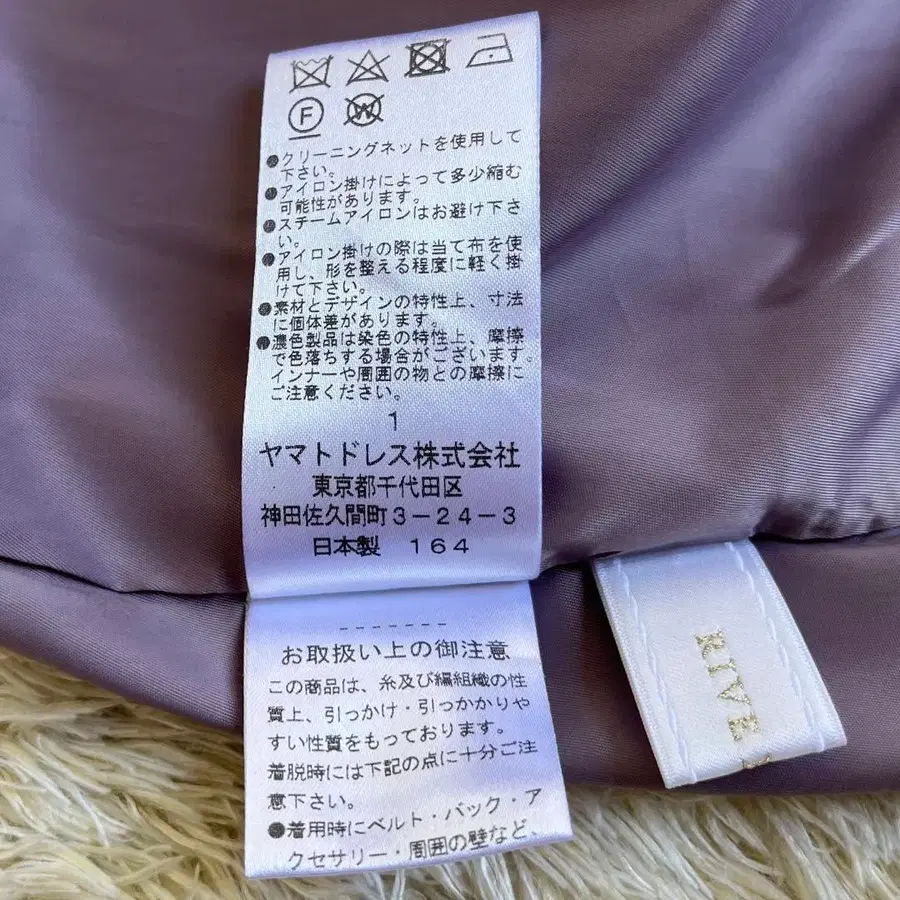 F W
●クリーニングネットを使用して
下さい。
●アイロン掛けによって多少縮む
可能性があります。
●スチームアイロンはお避け下さ
い。
●アイロン掛けの際は当て布を使
用し、形を整える程度に軽く掛
けて下さい。
●素材とデザインの特性上、寸法
に個体差があります。
●濃色製品は染色の特性上、摩擦
で色落ちする場合がございます。
インナーや周囲の物との摩擦に
ご注意ください。
1
ヤマトドレス株式会社
東京都千代田区
神田佐久間町3-24-3
日本製 164
-------
お取扱い上の御注意
この商品は、糸及び編組織の性
質上、引っかけ・引っかかりや
すい性質をもっております。
着脱時には下記の点に十分ご注
意下さい。
●着用時にベルト・バック・ア
クセサリー・周囲の壁など、